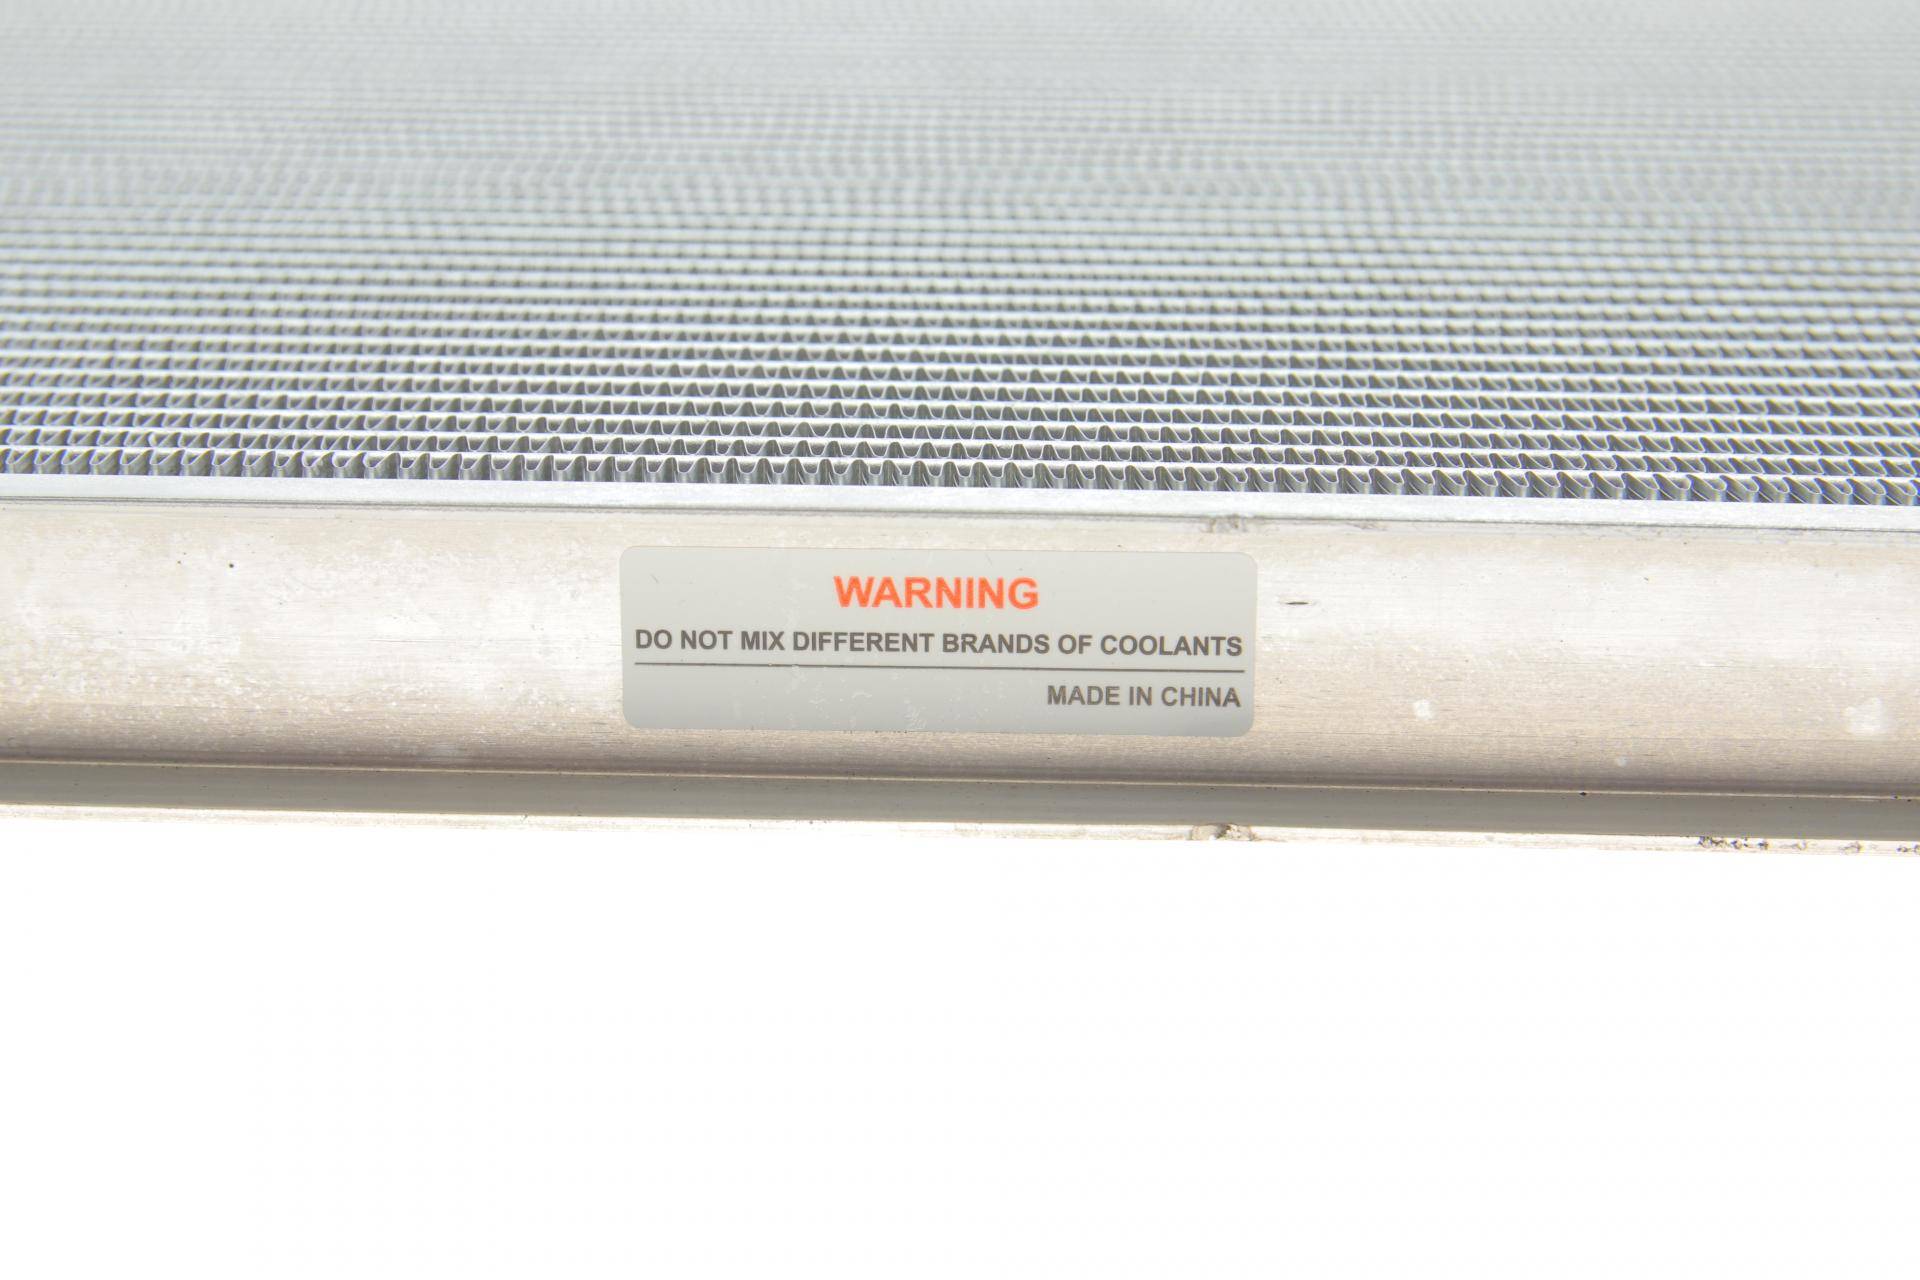 WARNING
DO NOT MIX DIFFERENT BRANDS OF COOLANTS
MADE IN CHINA